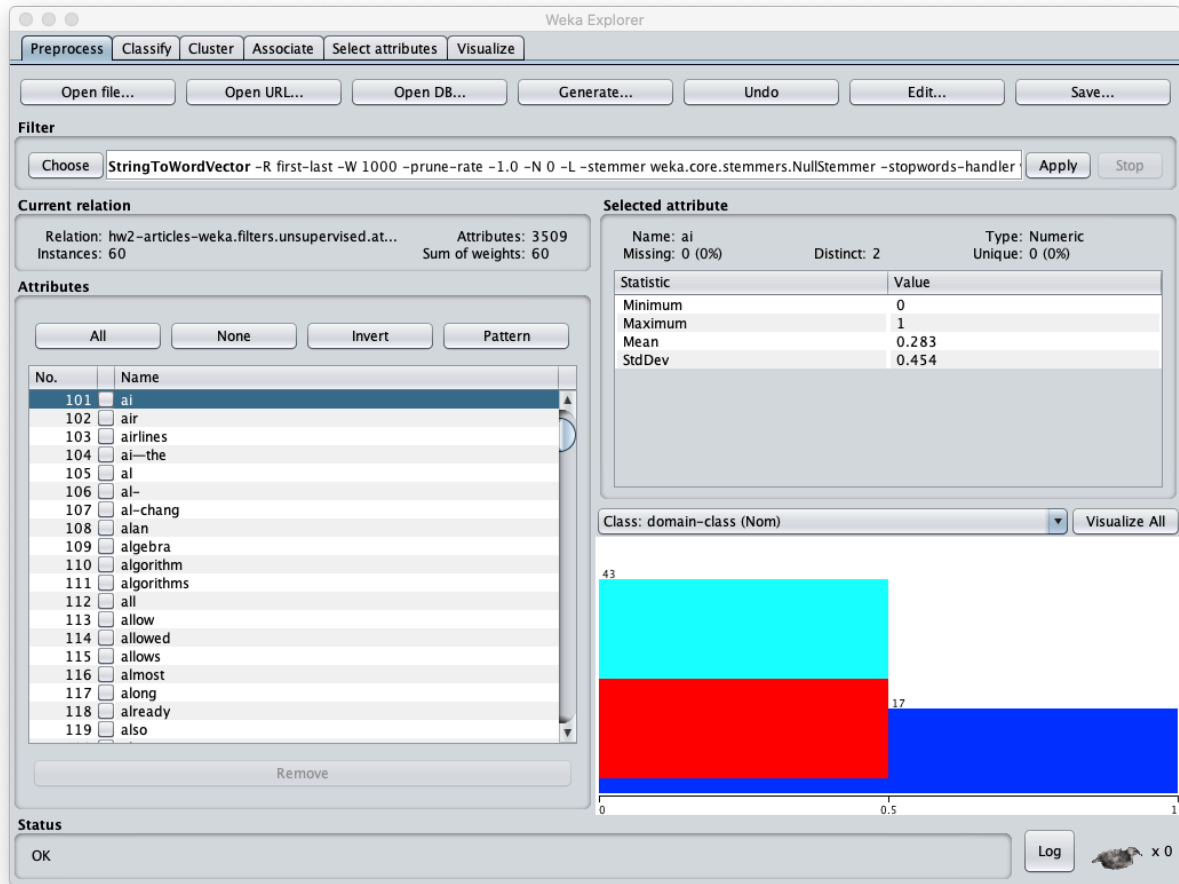 Weka Explorer
Preprocess Classify Cluster Associate Select attributes Visualize
Open file... Open URL... Open DB... Generate... Undo Edit... Save...
Filter
Choose StringToWordVector -R first-last -W 1000 -prune-rate -1.0 -N 0 -L -stemmer weka.core.stemmers.NullStemmer -stopwords-handler Apply Stop
Current relation
Relation: hw2-articles-weka.filters.unsupervised.at... Attributes: 3509
Instances: 60 Sum of weights: 60
Attributes
All None Invert Pattern
No. Name
101 ai
102 air
103 airlines
104 ai—the
105 al
106 al-
107 al-chang
108 alan
109 algebra
110 algorithm
111 algorithms
112 all
113 allow
114 allowed
115 allows
116 almost
117 along
118 already
119 also
Remove
Selected attribute
Name: ai Type: Numeric
Missing: 0 (0%) Distinct: 2 Unique: 0 (0%)
Statistic Value
Minimum 0
Maximum 1
Mean 0.283
StdDev 0.454
Class: domain-class (Nom) Visualize All
43
17
0 0.5 1
Status
OK
Log x 0